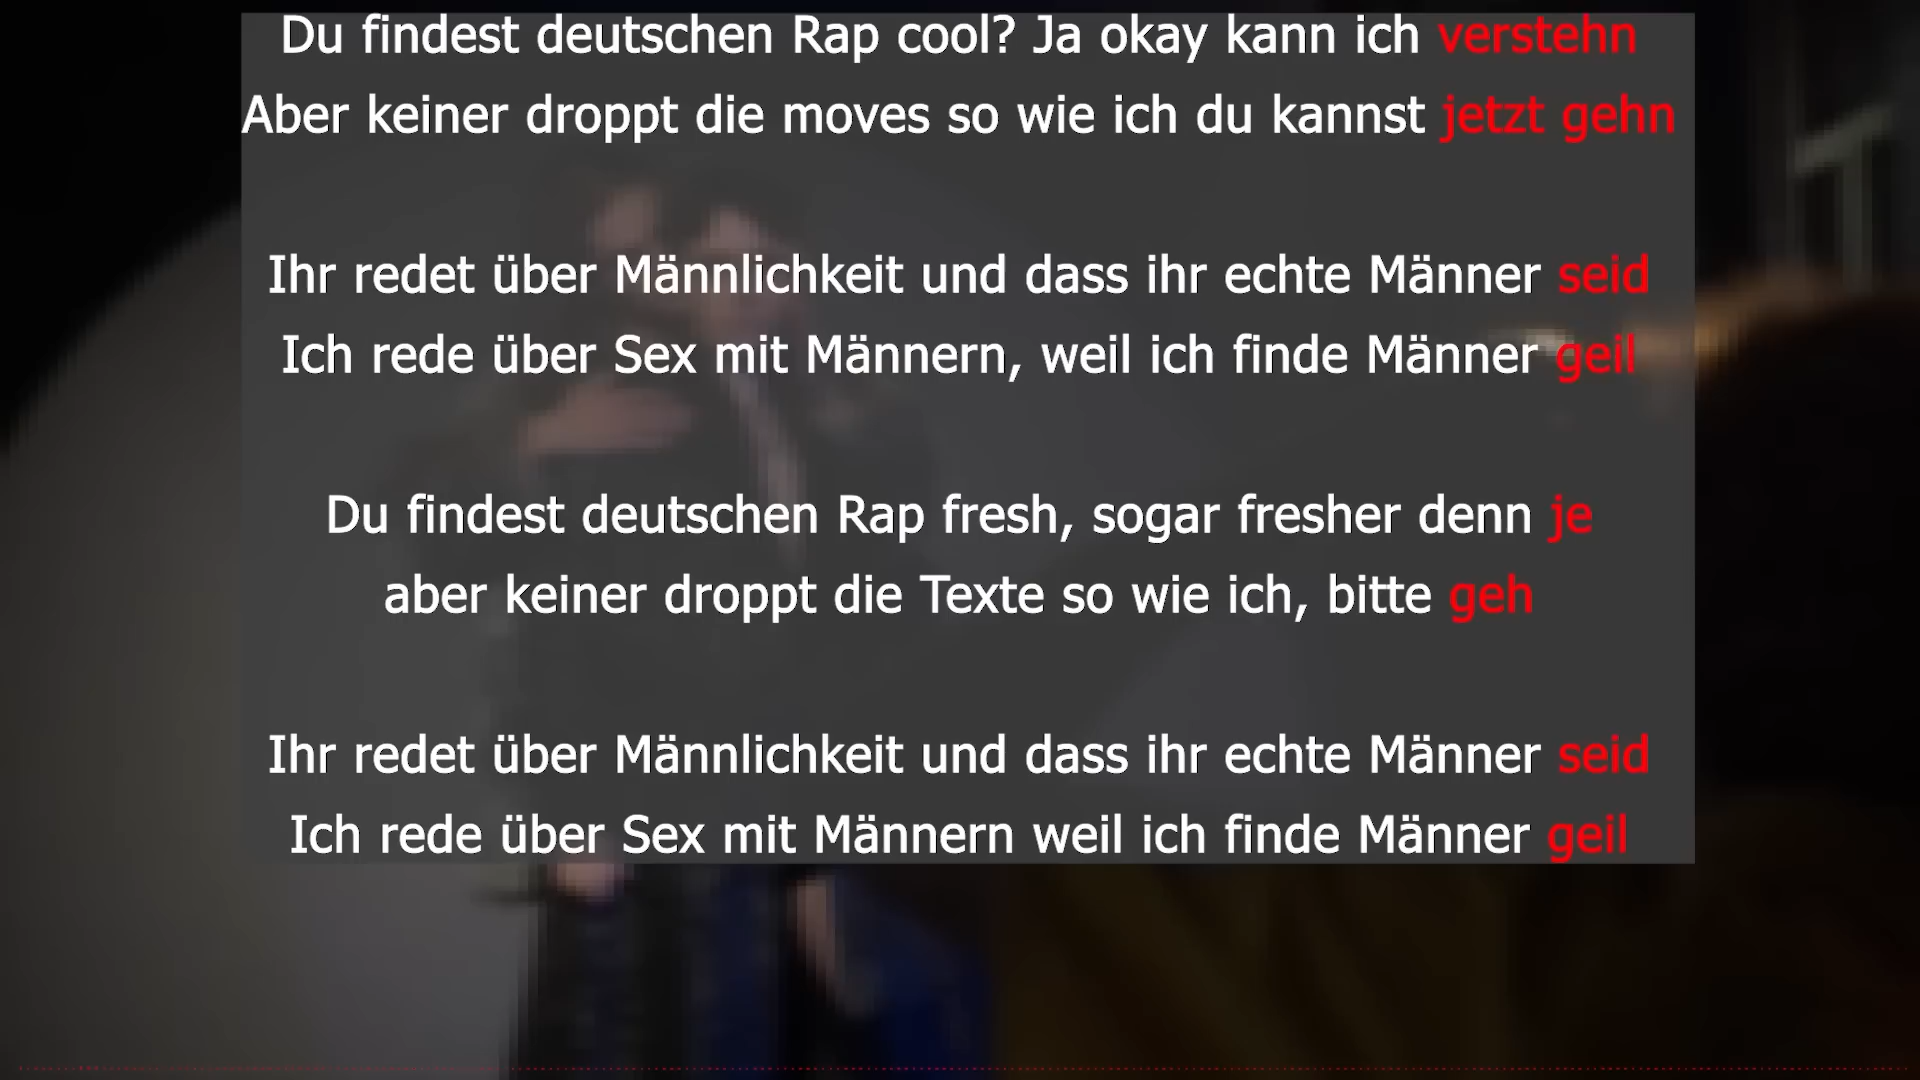 Du findest deutschen Rap cool? Ja okay kann ich verstehn
Aber keiner droppt die moves so wie ich du kannst jetzt gehn
Ihr redet über Männlichkeit und dass ihr echte Männer seid
Ich rede über Sex mit Männern, weil ich finde Männer geil
Du findest deutschen Rap fresh, sogar fresher denn je
aber keiner droppt die Texte so wie ich, bitte geh
Ihr redet über Männlichkeit und dass ihr echte Männer seid
Ich rede über Sex mit Männern weil ich finde Männer geil